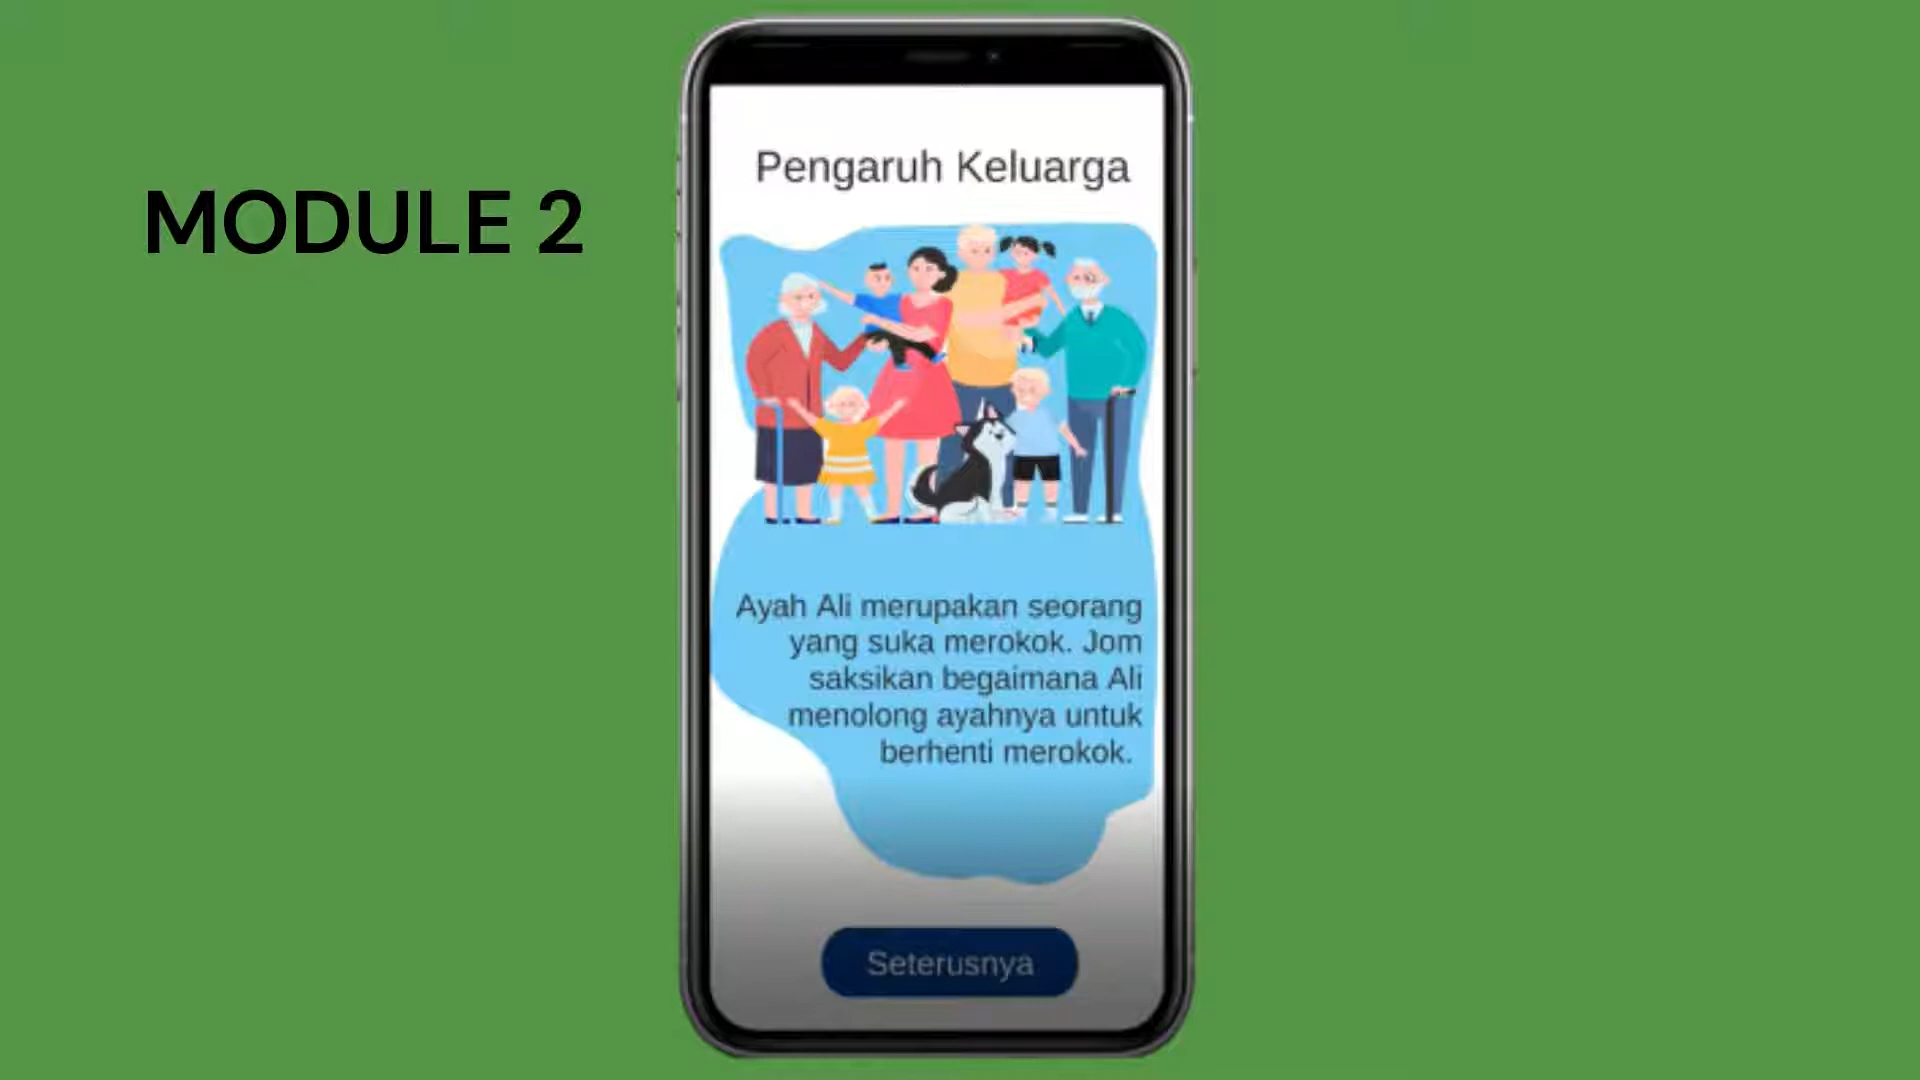 MODULE 2
Pengaruh Keluarga
Ayah Ali merupakan seorang
yang suka merokok. Jom
saksikan begaimana Ali
menolong ayahnya untuk
berhenti merokok.
Seterusnya